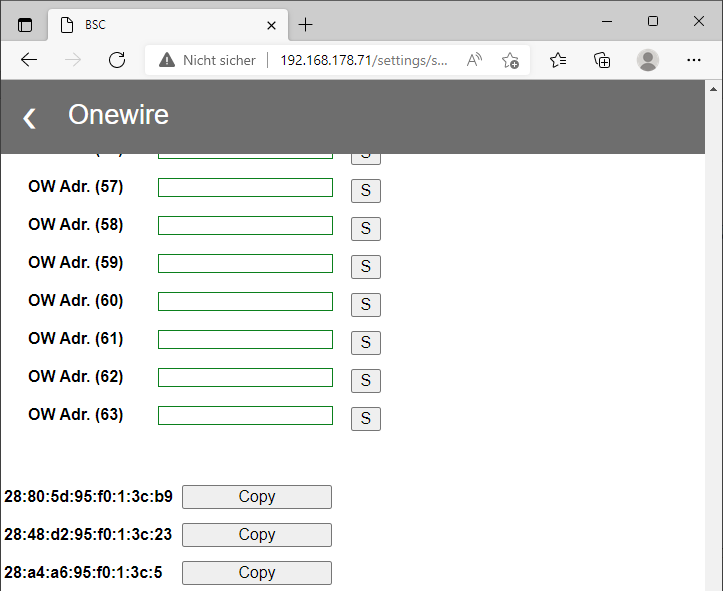 BSC
Nicht sicher 192.168.178.71/settings/s...
Onewire
OW Adr. (57) S
OW Adr. (58) S
OW Adr. (59) S
OW Adr. (60) S
OW Adr. (61) S
OW Adr. (62) S
OW Adr. (63) S
28:80:5d:95:f0:1:3c:b9 Copy
28:48:d2:95:f0:1:3c:23 Copy
28:a4:a6:95:f0:1:3c:5 Copy